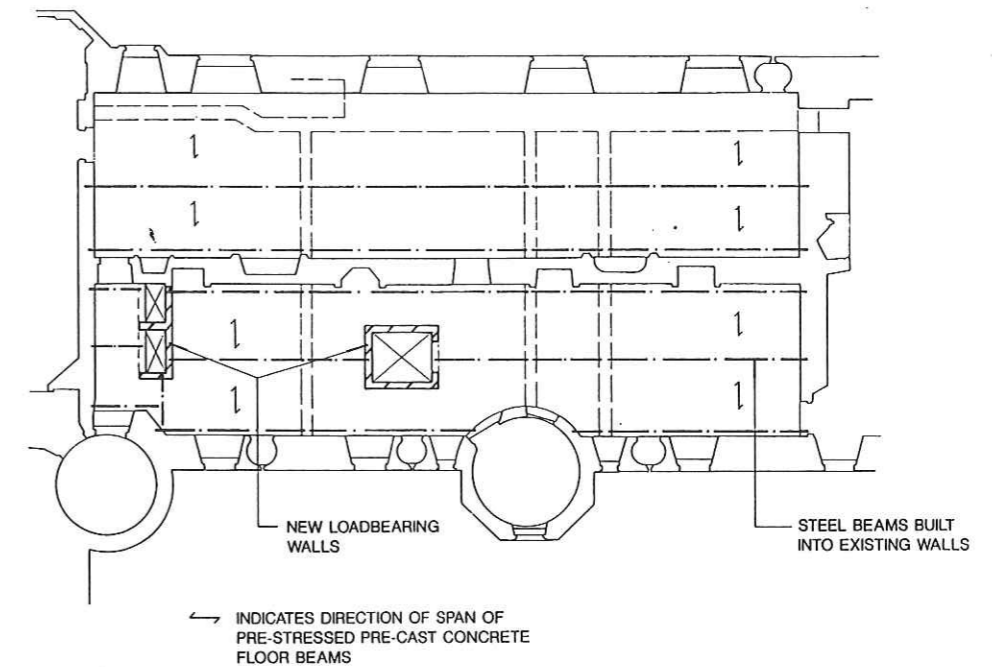 NEW LOADBEARING
WALLS
STEEL BEAMS BUILT
INTO EXISTING WALLS
INDICATES DIRECTION OF SPAN OF
PRE-STRESSED PRE-CAST CONCRETE
FLOOR BEAMS